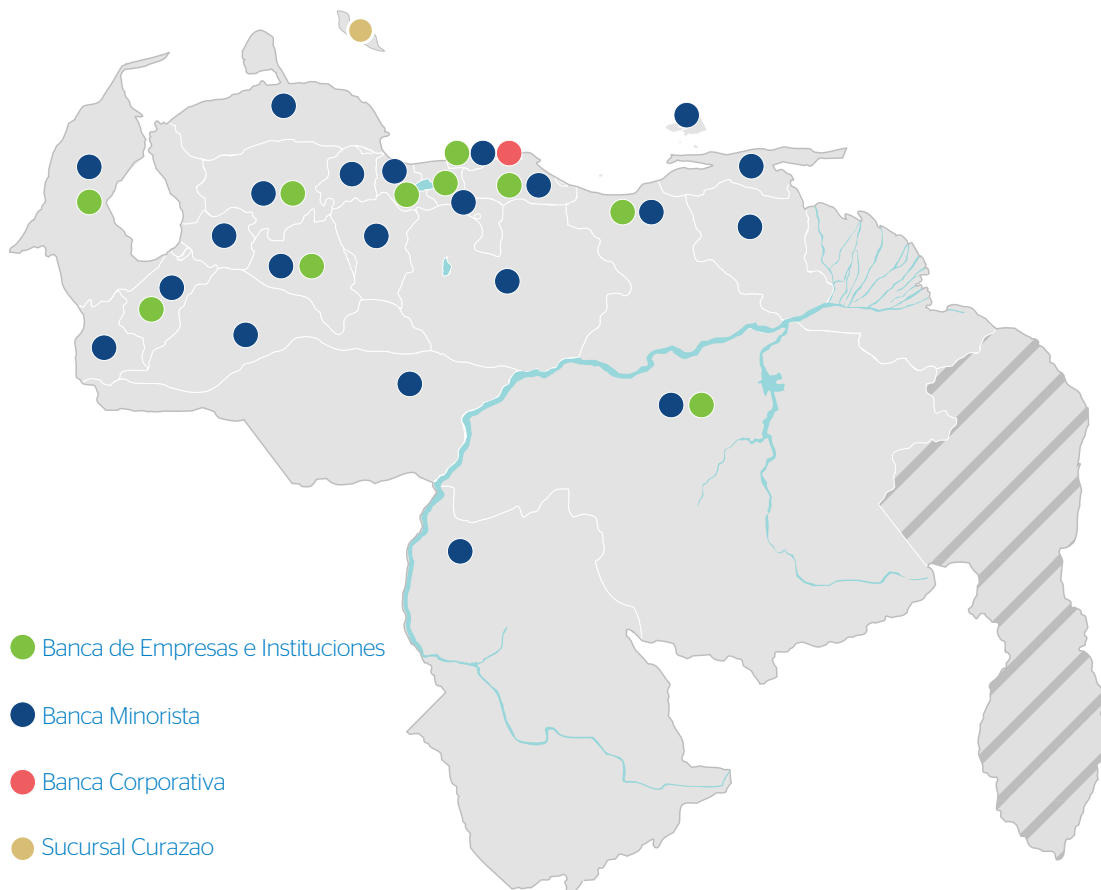 Banca de Empresas e Instituciones
Banca Minorista
Banca Corporativa
Sucursal Curazao